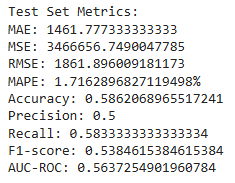 Test Set Metrics:
MAE: 1461.777333333333
MSE: 3466656.7490047785
RMSE: 1861.896009181173
MAPE: 1.7162896827119498%
Accuracy: 0.5862068965517241
Precision: 0.5
Recall: 0.5833333333333334
F1-score: 0.5384615384615384
AUC-ROC: 0.5637254901960784